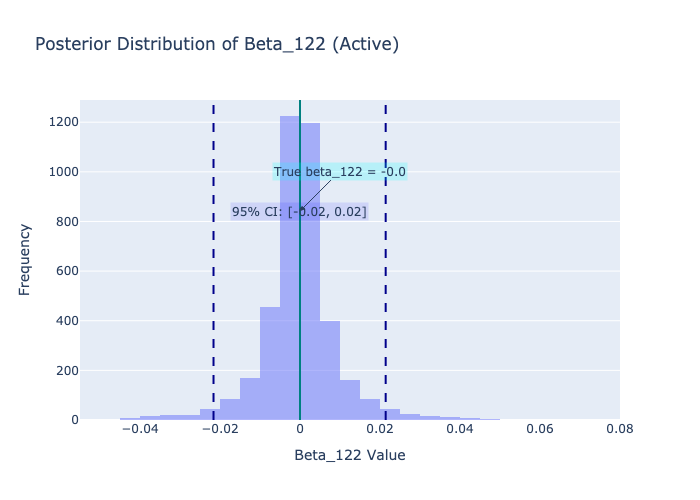 Posterior Distribution of Beta_122 (Active)
1200
1000
800
600
400
200
0
True beta_122 = -0.0
95% CI: [-0.02, 0.02]
−0.04
−0.02
0
0.02
0.04
0.06
0.08
Beta_122 Value
Frequency